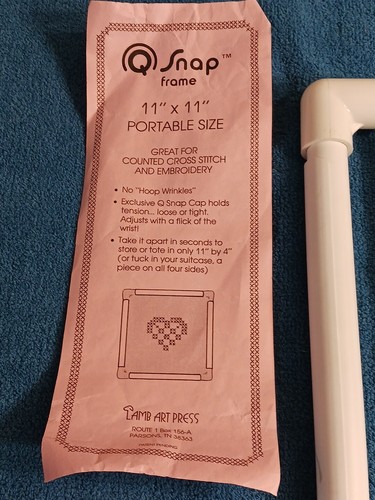 Q Snap™
frame
11" x 11"
PORTABLE SIZE
GREAT FOR
COUNTED CROSS STITCH
AND EMBROIDERY
• No "Hoop Wrinkles"
• Exclusive Q Snap Cap holds
tension... loose or tight.
Adjusts with a flick of the
wrist!
• Take it apart in seconds to
store or tote in only 11" by 4"
(or tuck in your suitcase, a
piece on all four sides)
LAMB ART PRESS
ROUTE 1 Box 156-A
PARSONS, TN 38363
PATENT PENDING